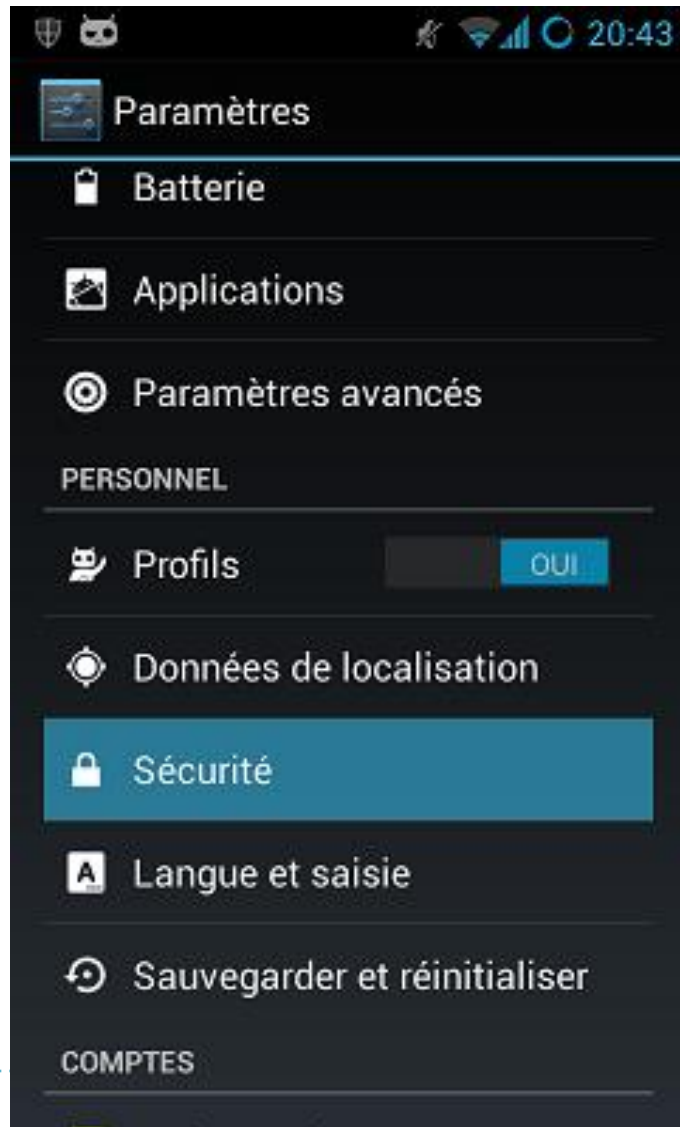 20:43
Paramètres
Batterie
Applications
Paramètres avancés
PERSONNEL
Profils OUI
Données de localisation
Sécurité
Langue et saisie
Sauvegarder et réinitialiser
COMPTES